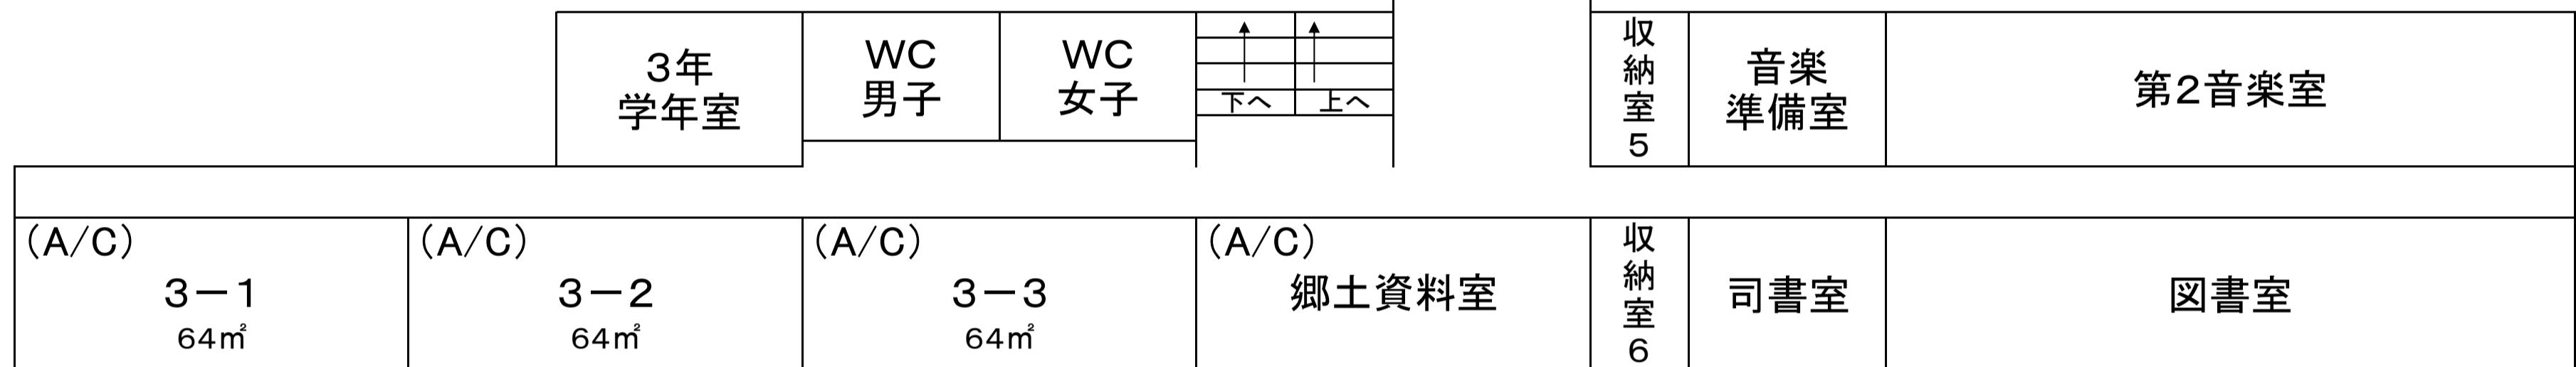 3年
学年室
WC
男子
WC
女子
下へ
上へ
収納室5
音楽
準備室
第2音楽室
(A/C)
3－1
64㎡
(A/C)
3－2
64㎡
(A/C)
3－3
64㎡
(A/C)
郷土資料室
収納室6
司書室
図書室